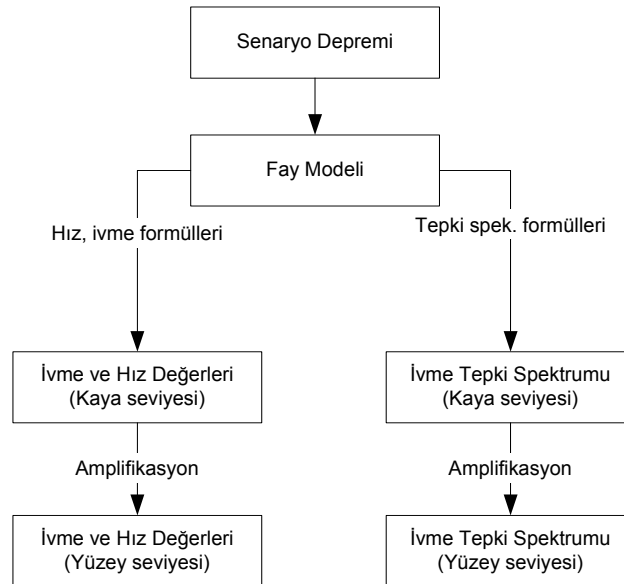 Senaryo Depremi
Fay Modeli
Hız, ivme formülleri
Tepki spek. formülleri
İvme ve Hız Değerleri
(Kaya seviyesi)
İvme Tepki Spektrumu
(Kaya seviyesi)
Amplifikasyon
Amplifikasyon
İvme ve Hız Değerleri
(Yüzey seviyesi)
İvme Tepki Spektrumu
(Yüzey seviyesi)